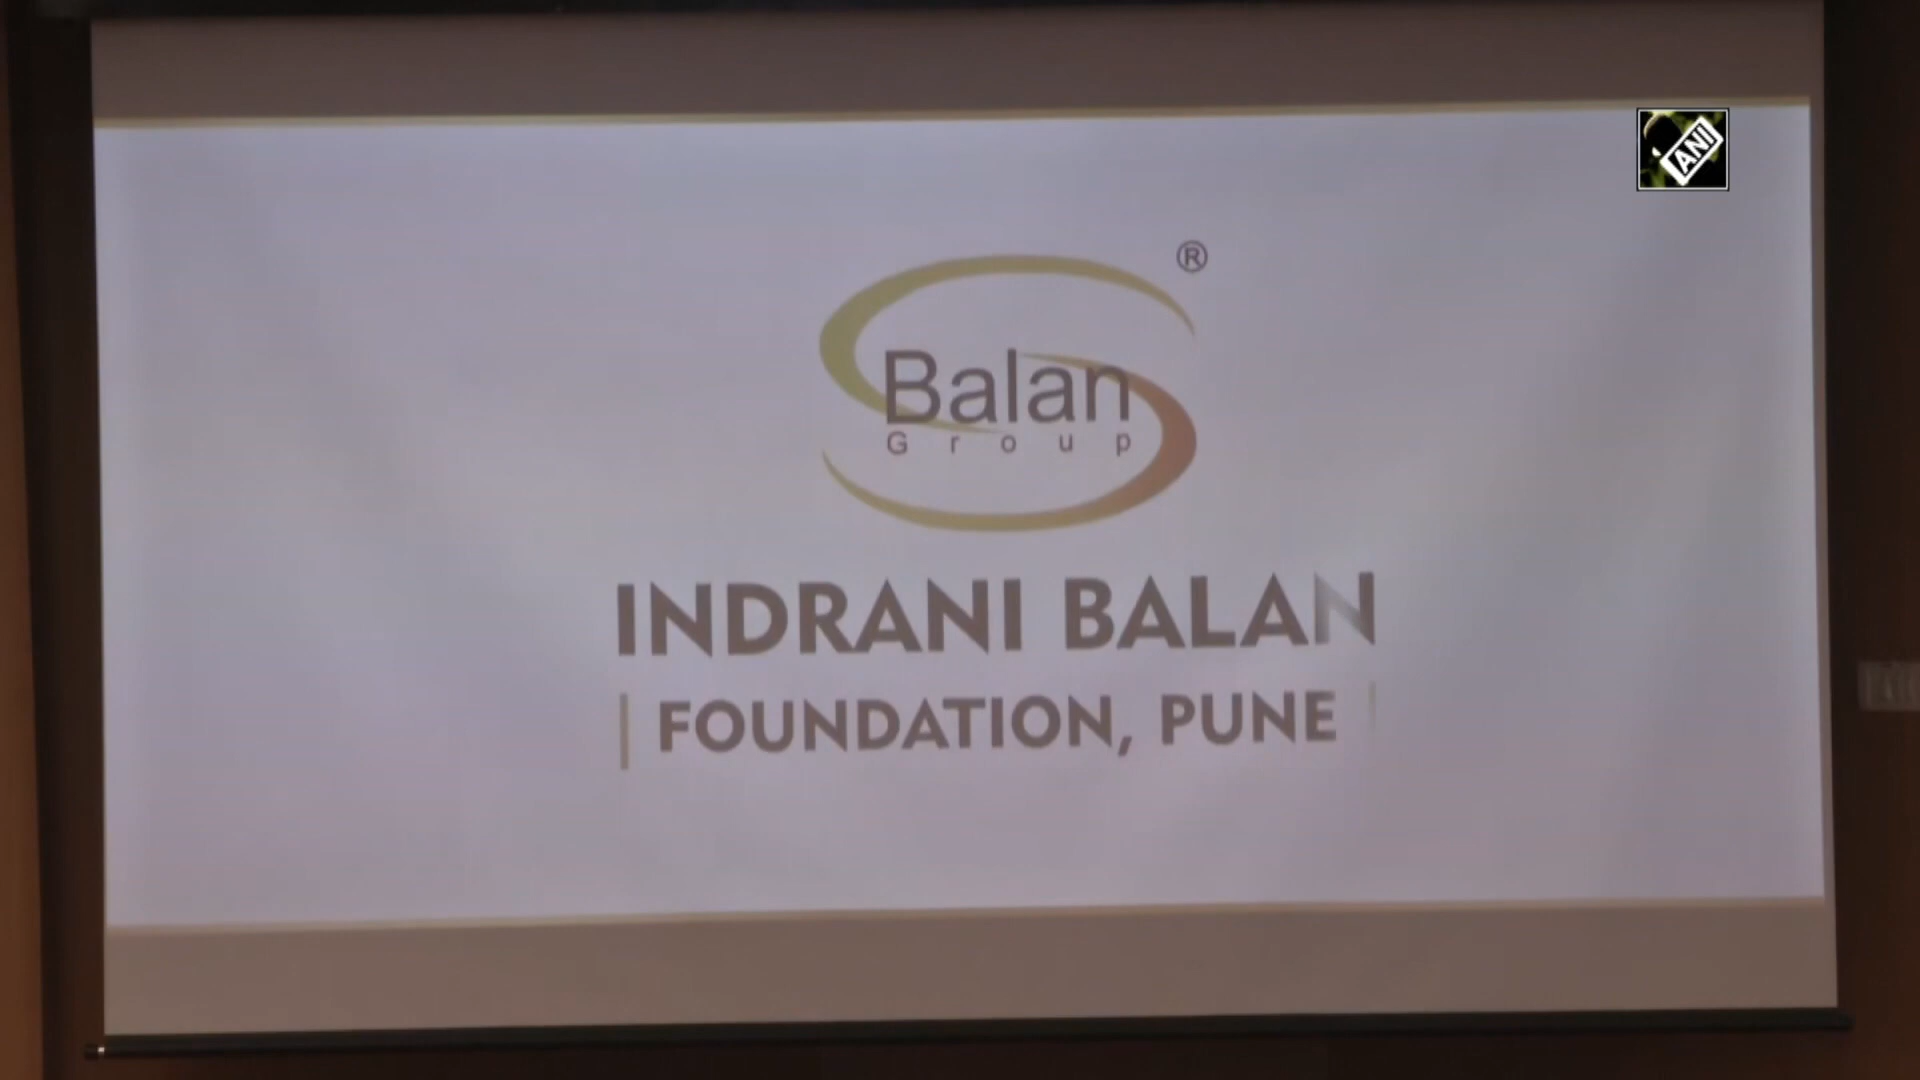 ANI
®
Balan
Group
INDRANI BALAN
FOUNDATION, PUNE